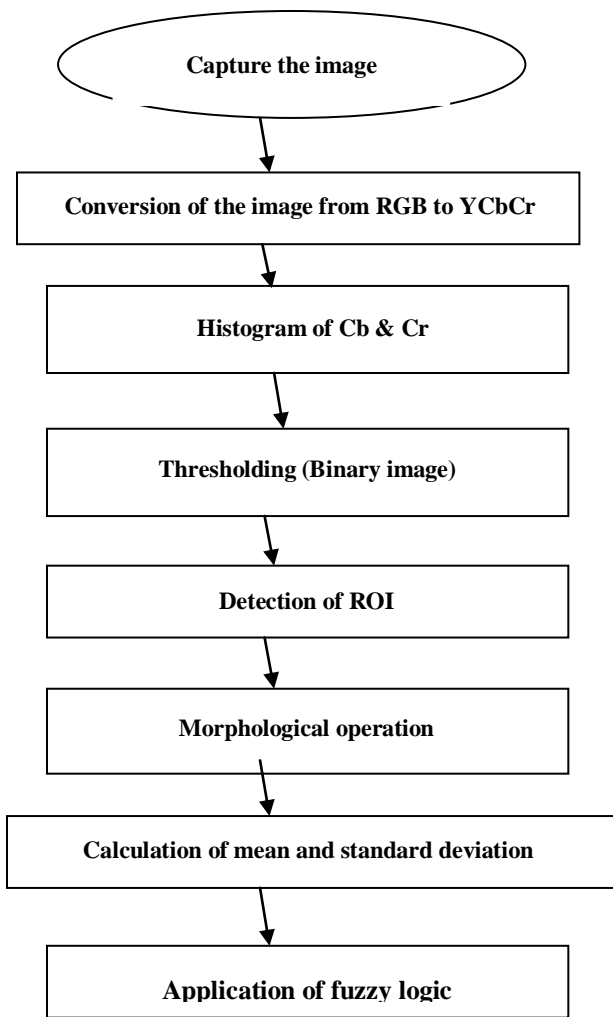 Capture the image
Conversion of the image from RGB to YCbCr
Histogram of Cb & Cr
Thresholding (Binary image)
Detection of ROI
Morphological operation
Calculation of mean and standard deviation
Application of fuzzy logic